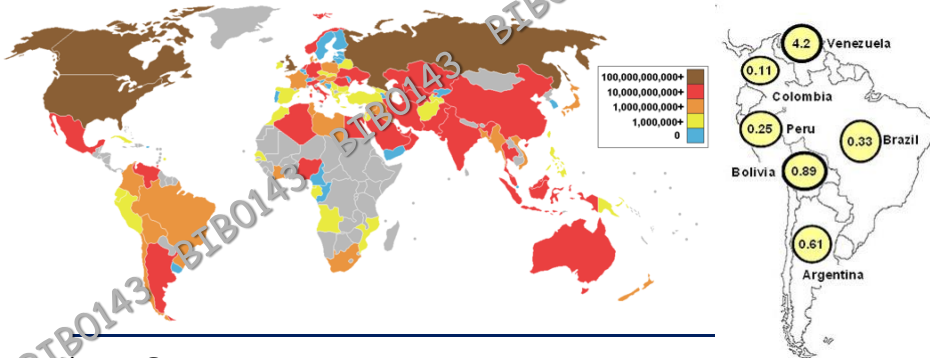 BIBO143
BIBO143
BIBO143
BIBO143
100,000,000,000+
10,000,000,000+
1,000,000,000+
1,000,000+
0
4.2 Venezuela
0.11
Colombia
0.25 Peru
0.33 Brazil
Bolivia 0.89
0.61
Argentina